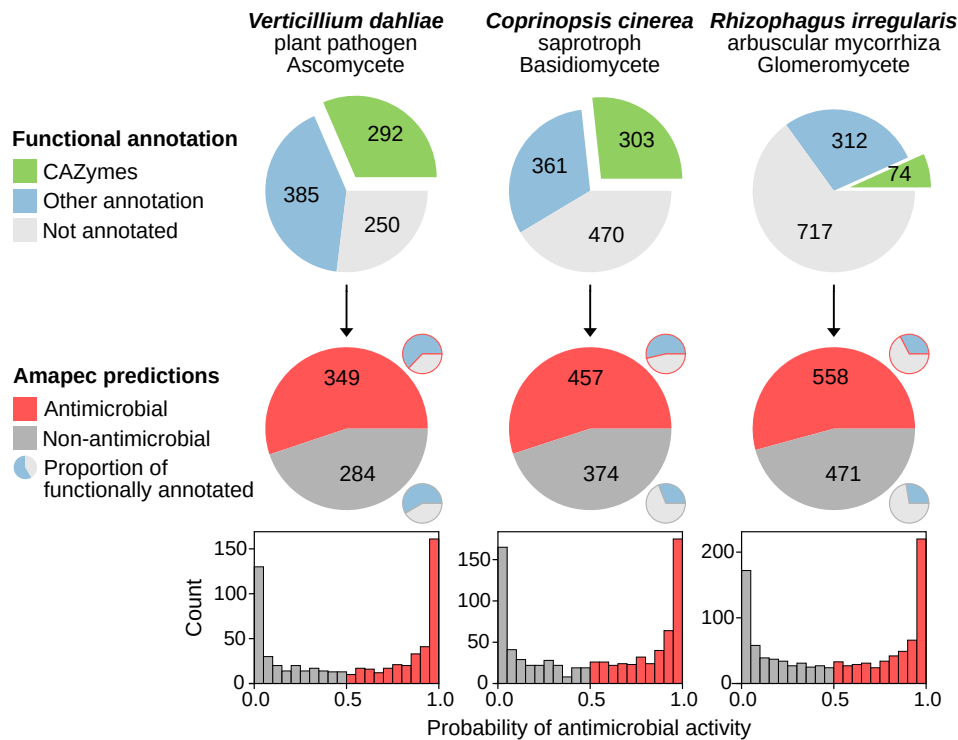 Verticillium dahliae
plant pathogen
Ascomycete
Coprinopsis cinerea
saprotroph
Basidiomycete
Rhizophagus irregularis
arbuscular mycorrhiza
Glomeromycete
Functional annotation
CAZymes
Other annotation
Not annotated
292
385
250
303
361
470
312
74
717
Amapec predictions
Antimicrobial
Non-antimicrobial
Proportion of
functionally annotated
349
284
457
374
558
471
Count
150
100
50
0
0.0
0.5
1.0
150
100
50
0
0.0
0.5
1.0
200
100
0
0.0
0.5
1.0
Probability of antimicrobial activity